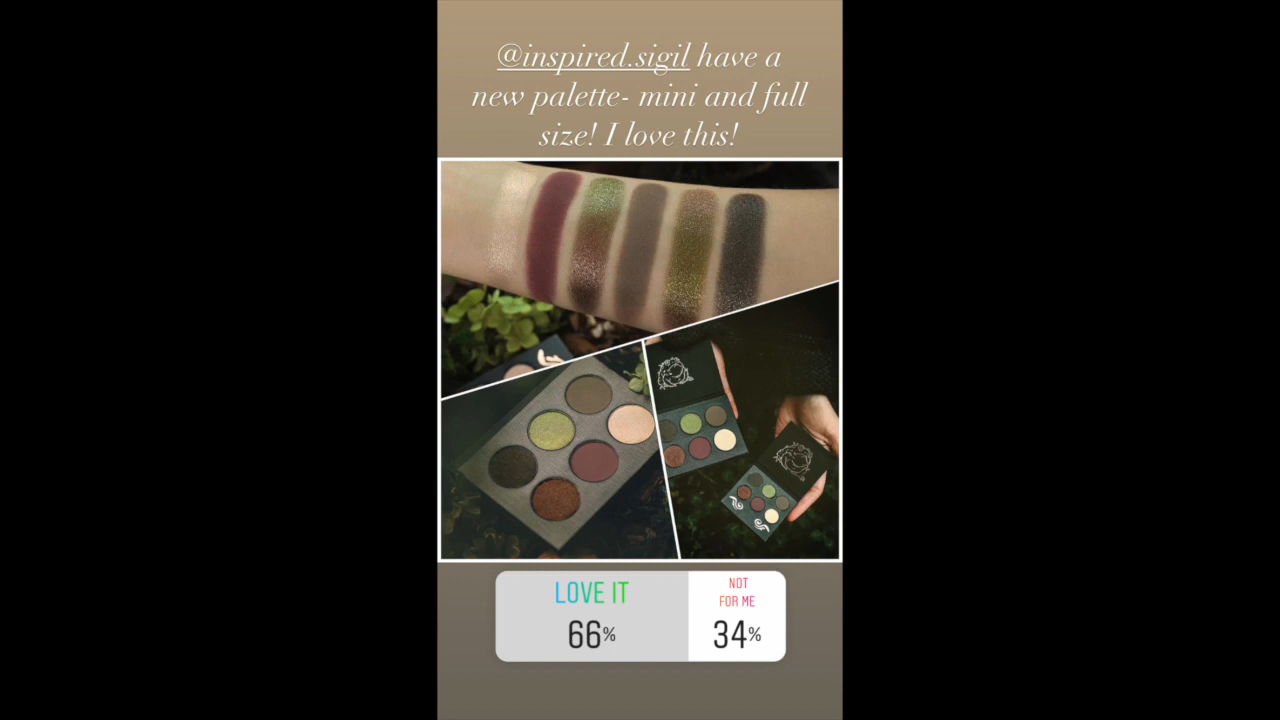 @inspired.sigil have a
new palette- mini and full
size! I love this!
LOVE IT
66%
NOT
FOR ME
34%